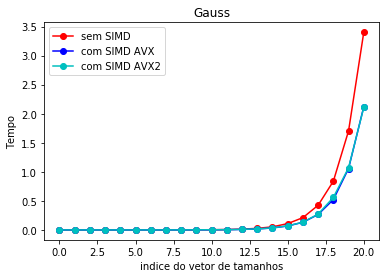 Gauss
sem SIMD
com SIMD AVX
com SIMD AVX2
Tempo
3.5
3.0
2.5
2.0
1.5
1.0
0.5
0.0
0.0 2.5 5.0 7.5 10.0 12.5 15.0 17.5 20.0
indice do vetor de tamanhos